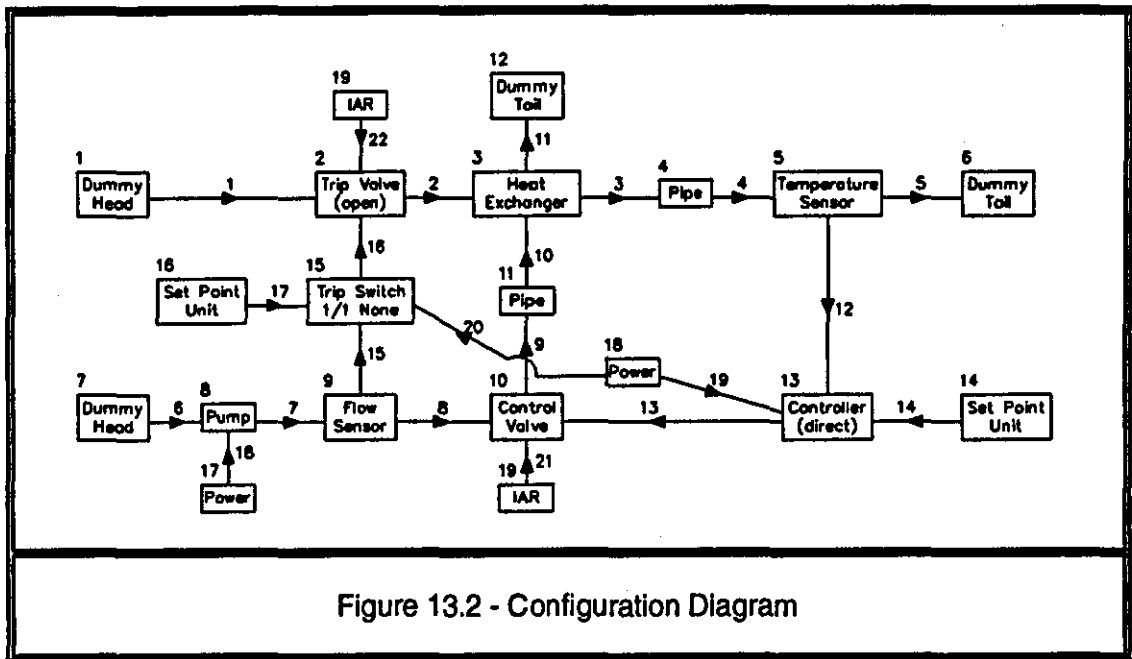 12
Dummy
Tail
19
IAR
11
22
1
Dummy
Head
1
2
Trip Valve
(open)
2
3
Heat
Exchanger
3
4
Pipe
4
5
Temperature
Sensor
5
6
Dummy
Tail
16
10
16
Set Point
Unit
17
15
Trip Switch
1/1 None
11
Pipe
12
20
15
9
18
Power
19
7
Dummy
Head
6
8
Pump
7
9
Flow
Sensor
8
10
Control
Valve
13
13
Controller
(direct)
14
14
Set Point
Unit
18
17
Power
21
19
IAR
Figure 13.2 - Configuration Diagram